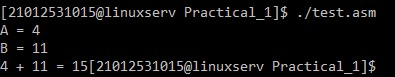 [21012531015@linuxserv Practical_1]$ ./test.asm
A = 4
B = 11
4 + 11 = 15[21012531015@linuxserv Practical_1]$